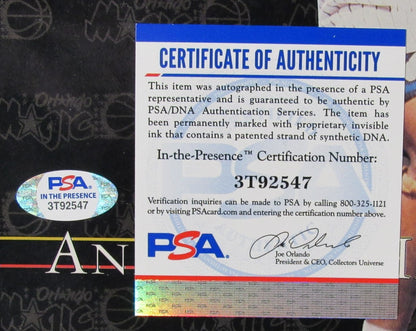 CERTIFICATE OF AUTHENTICITY
This item was autographed in the presence of a PSA
representative and is guaranteed to be authentic by
PSA/DNA Authentication Services. The item has
been permanently marked with proprietary invisible
ink that contains a patented strand of synthetic DNA.
In-the-Presence™ Certification Number:
3T92547
Verification inquiries can be made to PSA by calling 800-325-1121
or by visiting PSAcard.com and entering the certification number above.
PSA
Joe Orlando
President & CEO, Collectors Universe
PSA
IN THE PRESENCE
3T92547
Orlando
MAGIC
AN